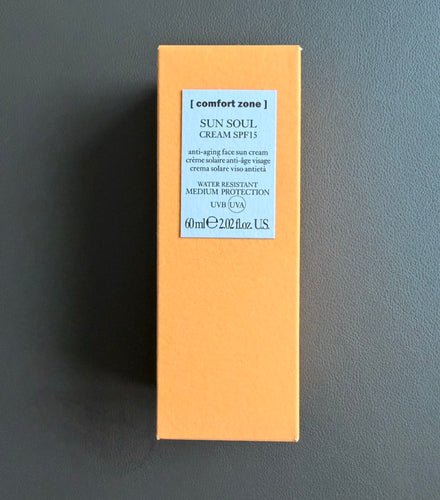 [ comfort zone ]
SUN SOUL
CREAM SPF15
anti-aging face sun cream
crème solaire anti-âge visage
crema solare viso antietà
WATER RESISTANT
MEDIUM PROTECTION
UVB UVA
60 ml ℮ 2.02 fl.oz. U.S.